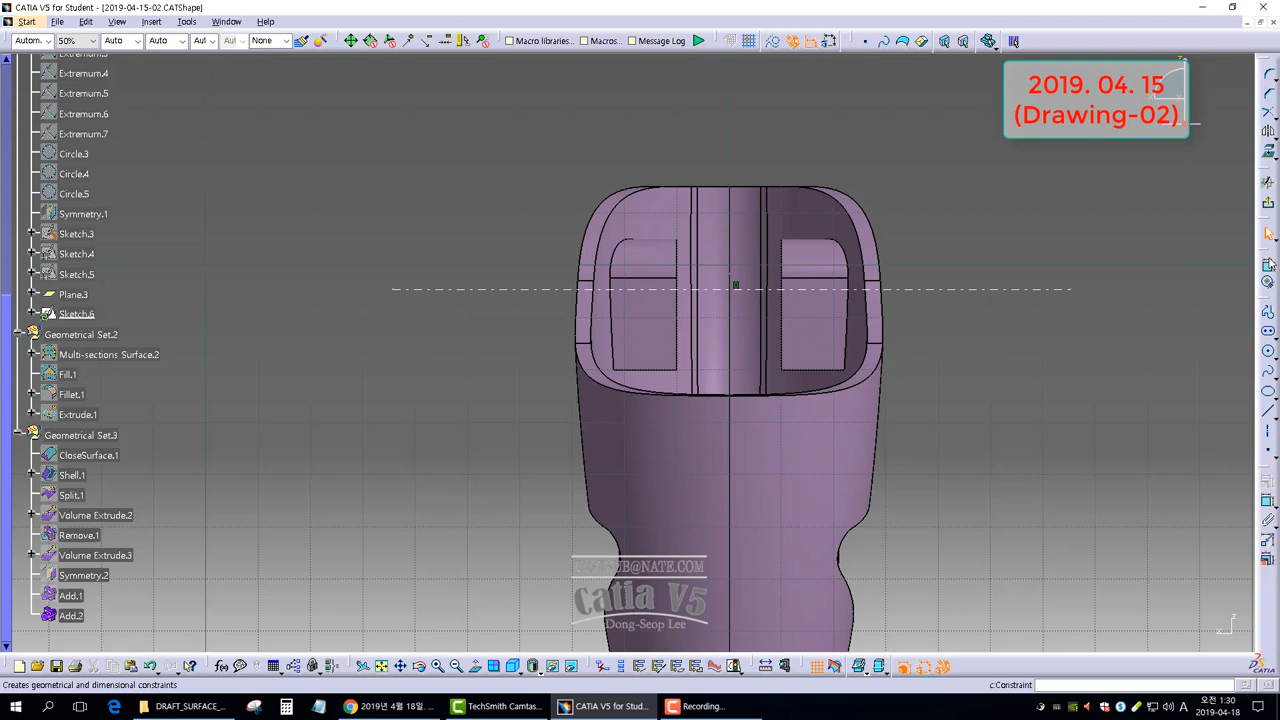 CATIA V5 for Student - [2019-04-15-02.CATShape]
Start File Edit View Insert Tools Window Help
Autom. 50% Auto Auto Aut Aut None Macro libraries... Macros... Message Log
2019. 04. 15
(Drawing-02)
Extremum.4
Extremum.5
Extremum.6
Extremum.7
Circle.3
Circle.4
Circle.5
Symmetry.1
Sketch.3
Sketch.4
Sketch.5
Plane.3
Sketch.6
Geometrical Set.2
Multi-sections Surface.2
Fill.1
Fillet.1
Extrude.1
Geometrical Set.3
CloseSurface.1
Shell.1
Split.1
Volume Extrude.2
Remove.1
Volume Extrude.3
Symmetry.2
Add.1
Add.2
H
@NATE.COM
Catia V5
Dong-Seop Lee
Creates geometrical and dimensional constraints c:Constraint
DRAFT_SURFACE_... 2019년 4월 18일... TechSmith Camtas... CATIA V5 for Stud... Recording... A 오전 1:30
2019-04-18